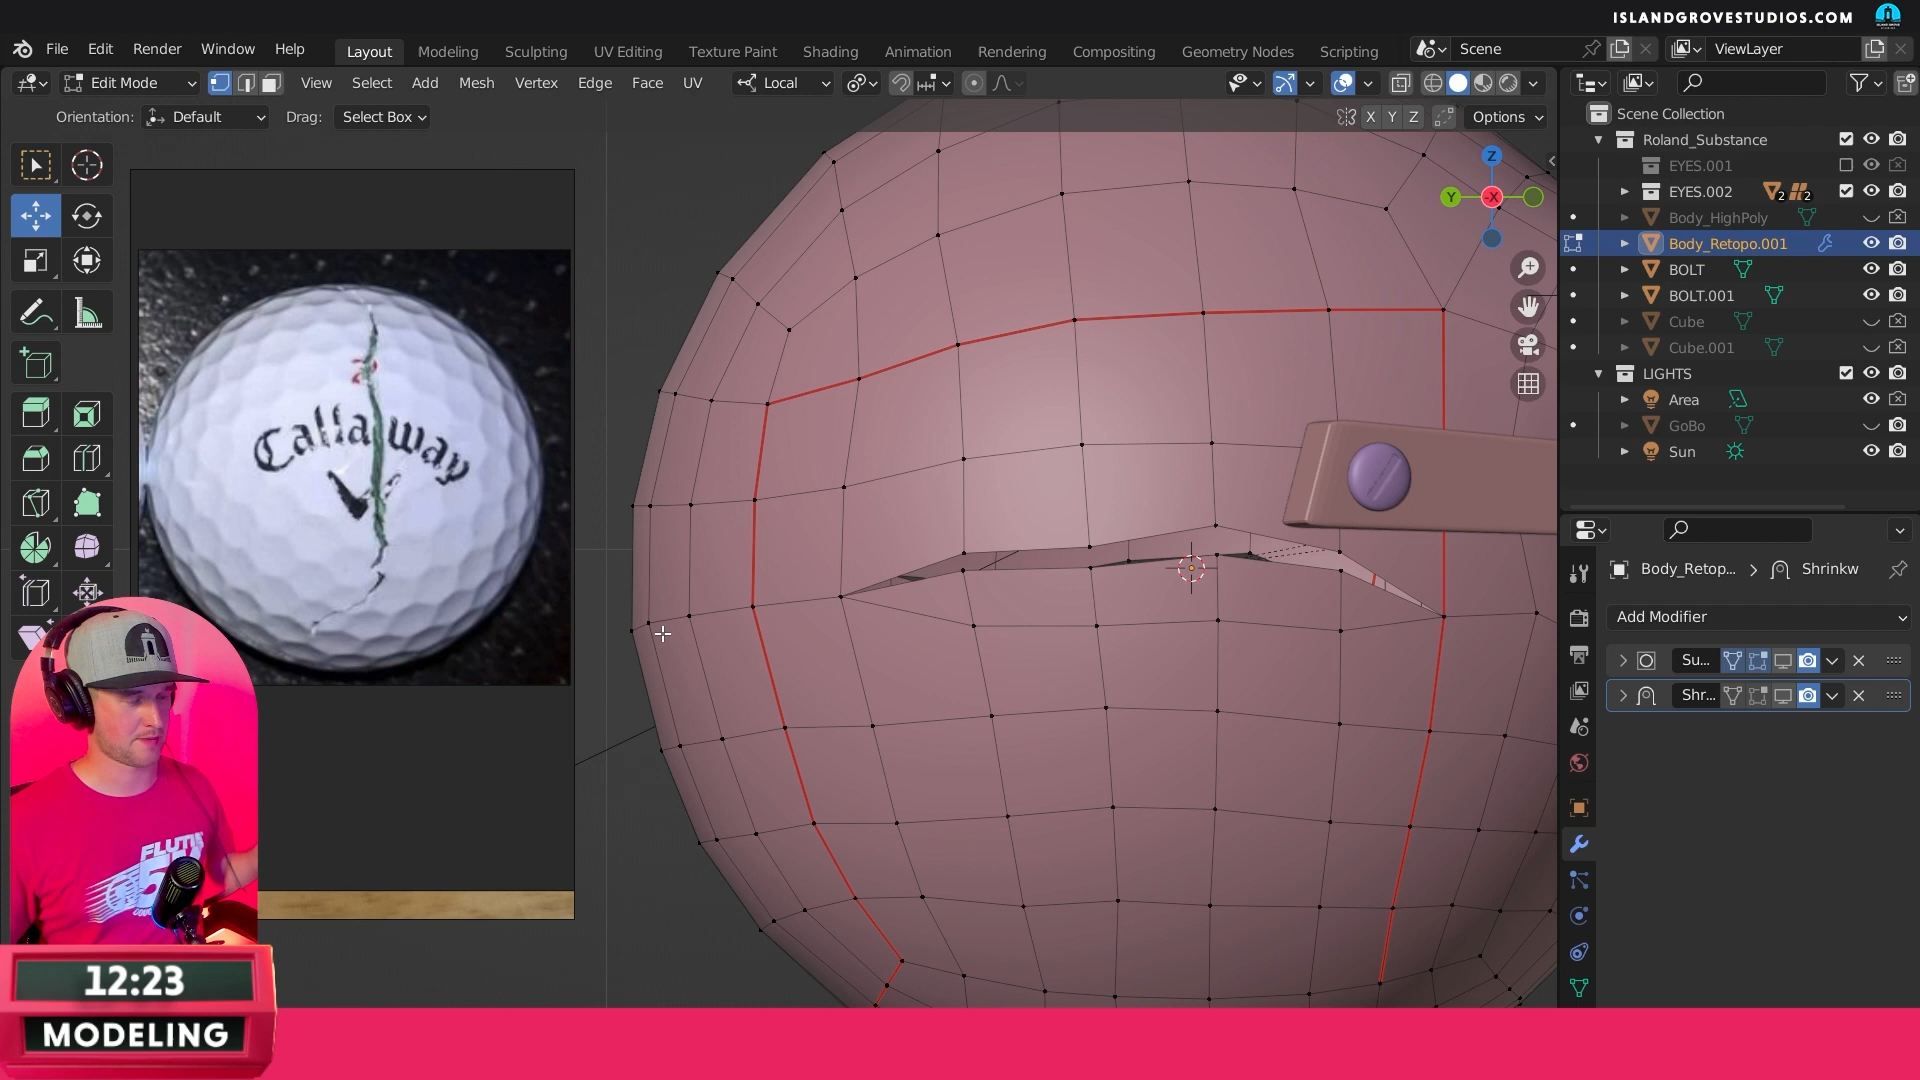 ISLANDGROVESTUDIOS.COM
File Edit Render Window Help
Layout Modeling Sculpting UV Editing Texture Paint Shading Animation Rendering Compositing Geometry Nodes Scripting
Scene
ViewLayer
Edit Mode
View Select Add Mesh Vertex Edge Face UV
Local
Orientation: Default Drag: Select Box
X Y Z
Options
Z
Y
-X
Callaway
Scene Collection
Roland_Substance
EYES.001
EYES.002
2
2
Body_HighPoly
Body_Retopo.001
BOLT
BOLT.001
Cube
Cube.001
LIGHTS
Area
GoBo
Sun
Body_Retop...
Shrinkw
Add Modifier
Su...
Shr...
12:23
MODELING